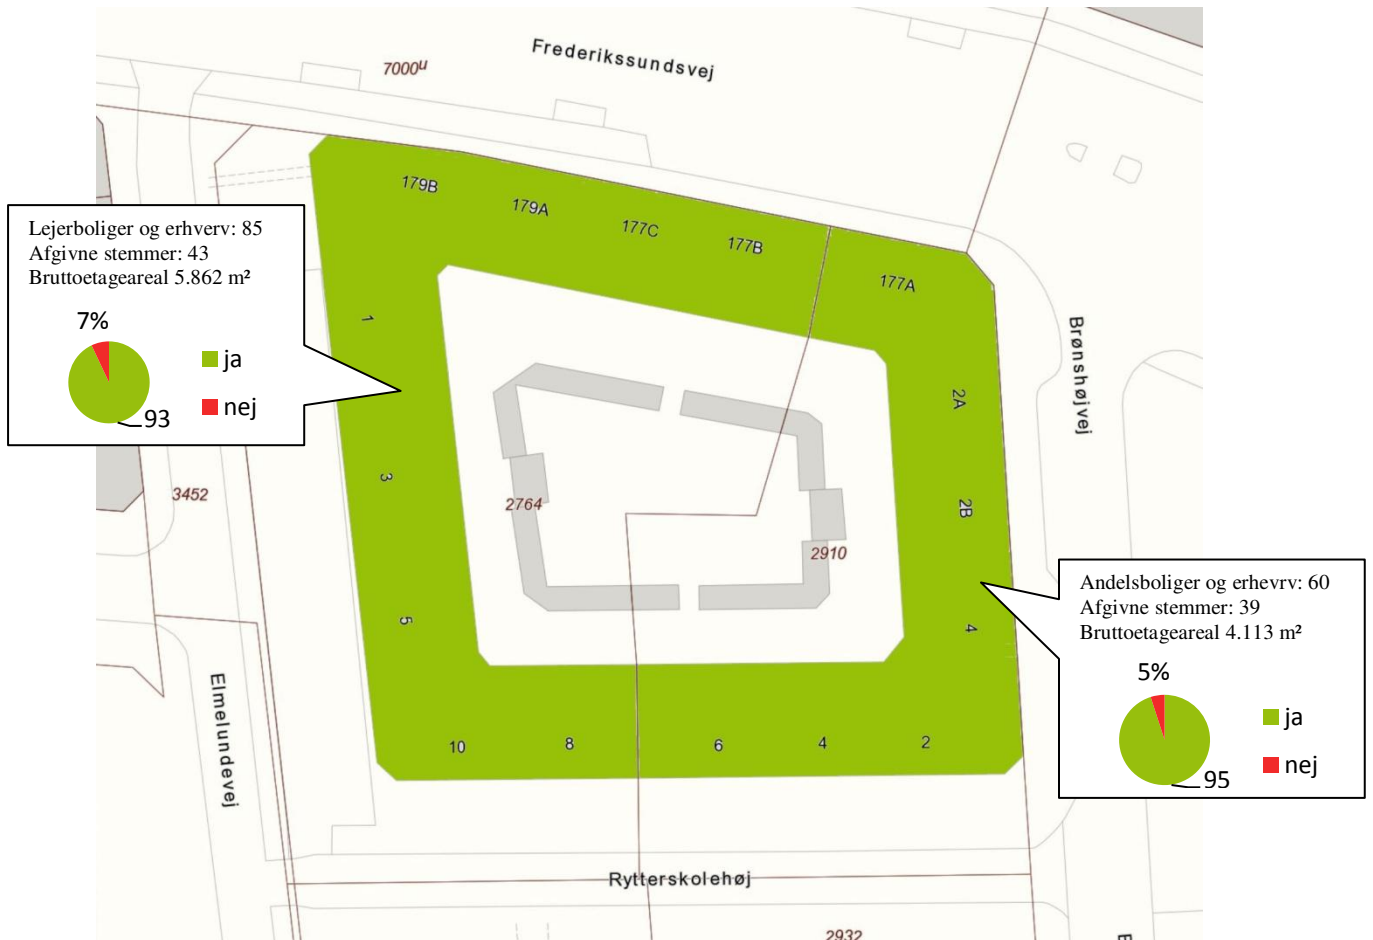 Frederikssundsvej
7000u
179B
179A
177C
177B
177A
Lejerboliger og erhverv: 85
Afgivne stemmer: 43
Bruttoetageareal 5.862 m²
7%
ja
nej
93
1
3
5
Brønshøjvej
2A
2B
4
3452
2764
2910
Andelsboliger og erhevrv: 60
Afgivne stemmer: 39
Bruttoetageareal 4.113 m²
5%
ja
nej
95
Elmelundevej
10
8
6
4
2
Rytterskolehøj
2932